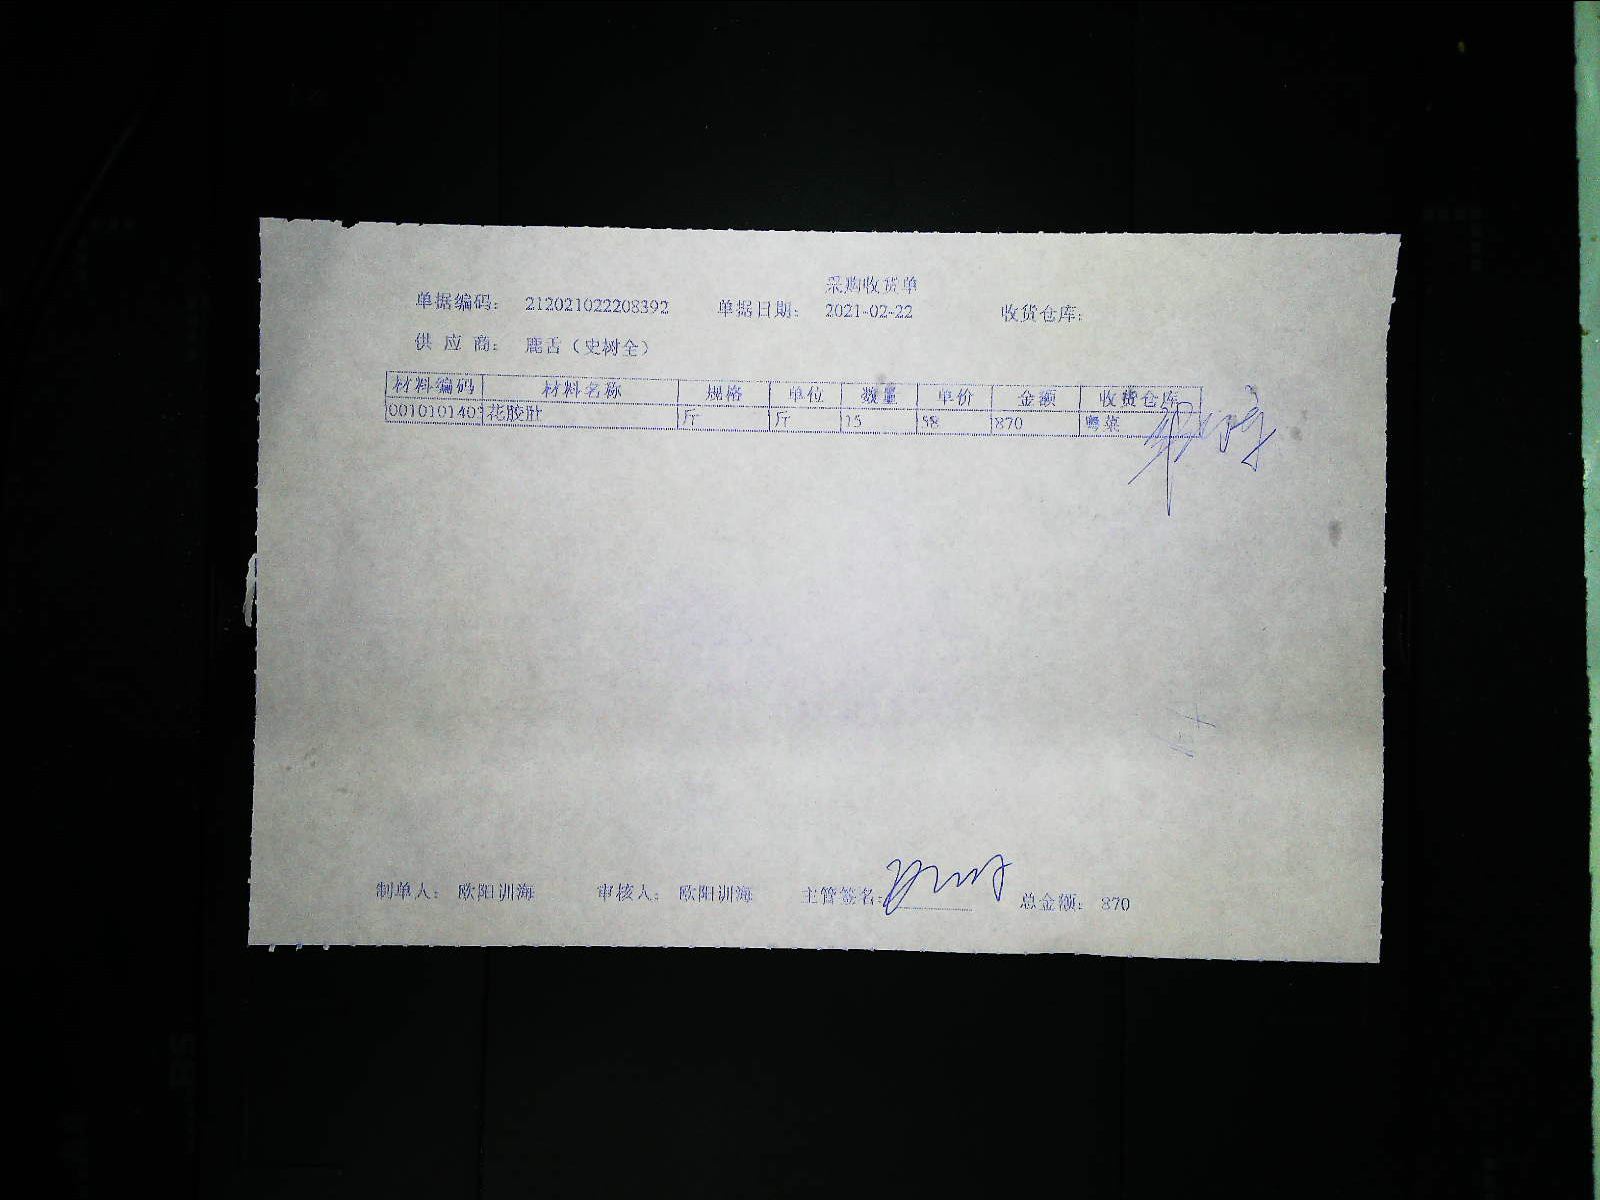 采购收货单
单据编码： 212021022208392 单据日期： 2021-02-22 收货仓库：
供 应 商： 鹿舌（史树全）
材料编码 材料名称 规格 单位 数量 单价 金额 收货仓库
0010101403 花胶肚 斤 斤 15 58 870 粤菜
制单人： 欧阳训海 审核人： 欧阳训海 主管签名： 总金额： 870